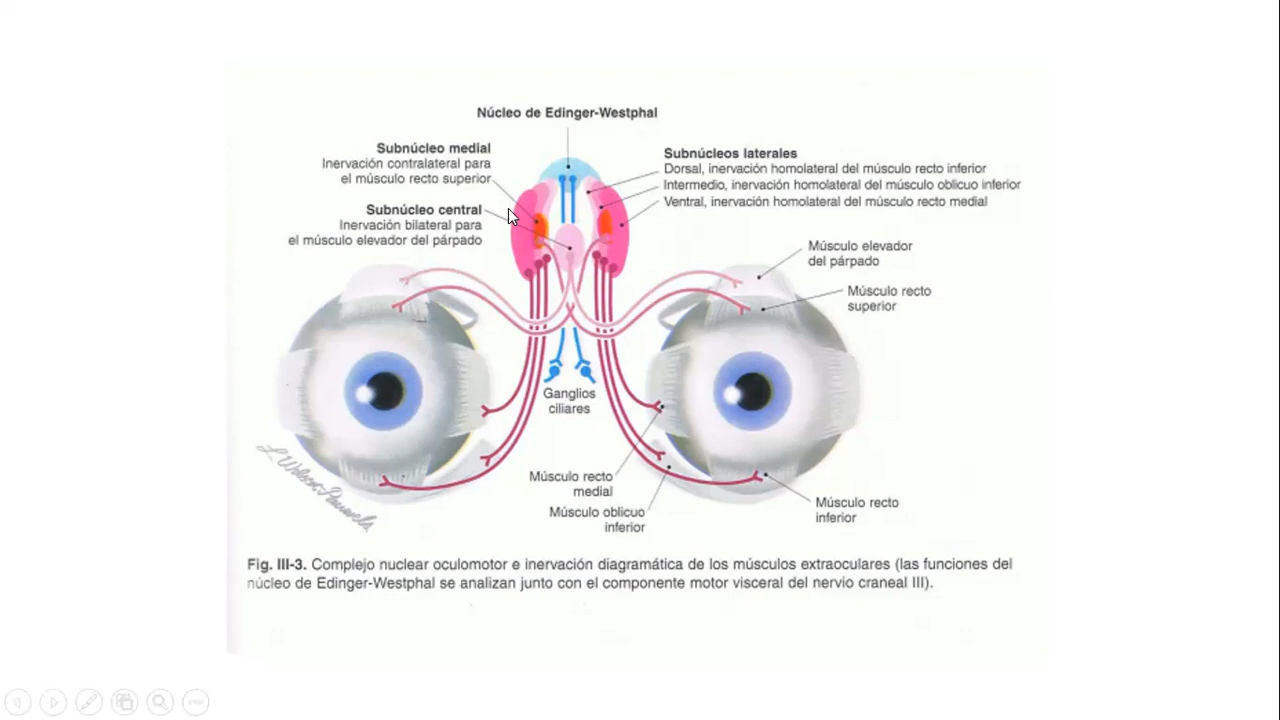 Núcleo de Edinger-Westphal
Subnúcleo medial
Inervación contralateral para
el músculo recto superior
Subnúcleo central
Inervación bilateral para
el músculo elevador del párpado
Subnúcleos laterales
Dorsal, inervación homolateral del músculo recto inferior
Intermedio, inervación homolateral del músculo oblicuo inferior
Ventral, inervación homolateral del músculo recto medial
Músculo elevador
del párpado
Músculo recto
superior
Ganglios
ciliares
Músculo recto
medial
Músculo oblicuo
inferior
Músculo recto
inferior
Fig. III-3. Complejo nuclear oculomotor e inervación diagramática de los músculos extraoculares (las funciones del
núcleo de Edinger-Westphal se analizan junto con el componente motor visceral del nervio craneal III).